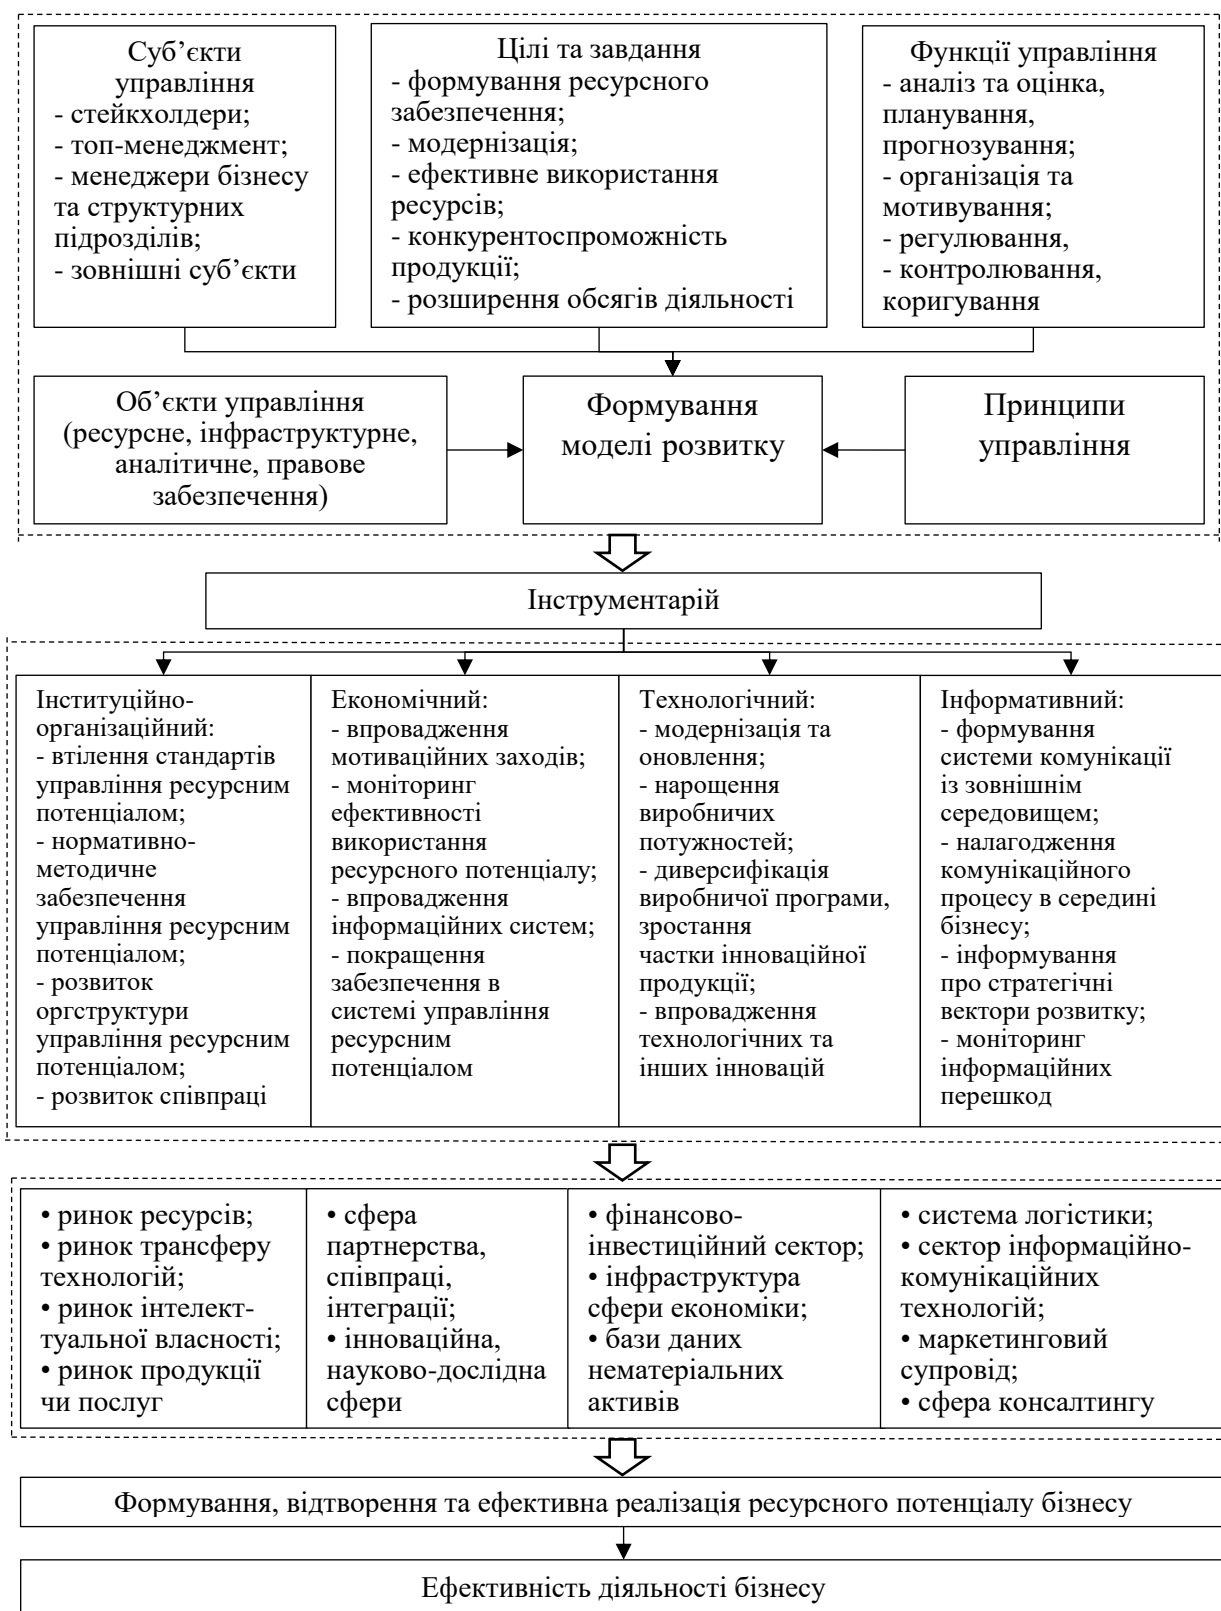 Суб’єкти
управління
- стейкхолдери;
- топ-менеджмент;
- менеджери бізнесу
та структурних
підрозділів;
- зовнішні суб’єкти
Цілі та завдання
- формування ресурсного
забезпечення;
- модернізація;
- ефективне використання
ресурсів;
- конкурентоспроможність
продукції;
- розширення обсягів діяльності
Функції управління
- аналіз та оцінка,
планування,
прогнозування;
- організація та
мотивування;
- регулювання,
- контролювання,
коригування
Об’єкти управління
(ресурсне, інфраструктурне,
аналітичне, правове
забезпечення)
Формування
моделі розвитку
Принципи
управління
Інструментарій
Інституційно-
організаційний:
- втілення стандартів
управління ресурсним
потенціалом;
- нормативно-
методичне
забезпечення
управління ресурсним
потенціалом;
- розвиток
оргструктури
управління ресурсним
потенціалом;
- розвиток співпраці
Економічний:
- впровадження
мотиваційних заходів;
- моніторинг
ефективності
використання
ресурсного потенціалу;
- впровадження
інформаційних систем;
- покращення
забезпечення в
системі управління
ресурсним
потенціалом
Технологічний:
- модернізація та
оновлення;
- нарощення
виробничих
потужностей;
- диверсифікація
виробничої програми,
зростання
частки інноваційної
продукції;
- впровадження
технологічних та
інших інновацій
Інформативний:
- формування
системи комунікації
із зовнішнім
середовищем;
- налагодження
комунікаційного
процесу в середині
бізнесу;
- інформування
про стратегічні
вектори розвитку;
- моніторинг
інформаційних
перешкод
• ринок ресурсів;
• ринок трансферу
технологій;
• ринок інтелект-
туальної власності;
• ринок продукції
чи послуг
• сфера
партнерства,
співпраці,
інтеграції;
• інноваційна,
науково-дослідна
сфери
• фінансово-
інвестиційний сектор;
• інфраструктура
сфери економіки;
• бази даних
нематеріальних
активів
• система логістики;
• сектор інформаційно-
комунікаційних
технологій;
• маркетинговий
супровід;
• сфера консалтингу
Формування, відтворення та ефективна реалізація ресурсного потенціалу бізнесу
Ефективність діяльності бізнесу